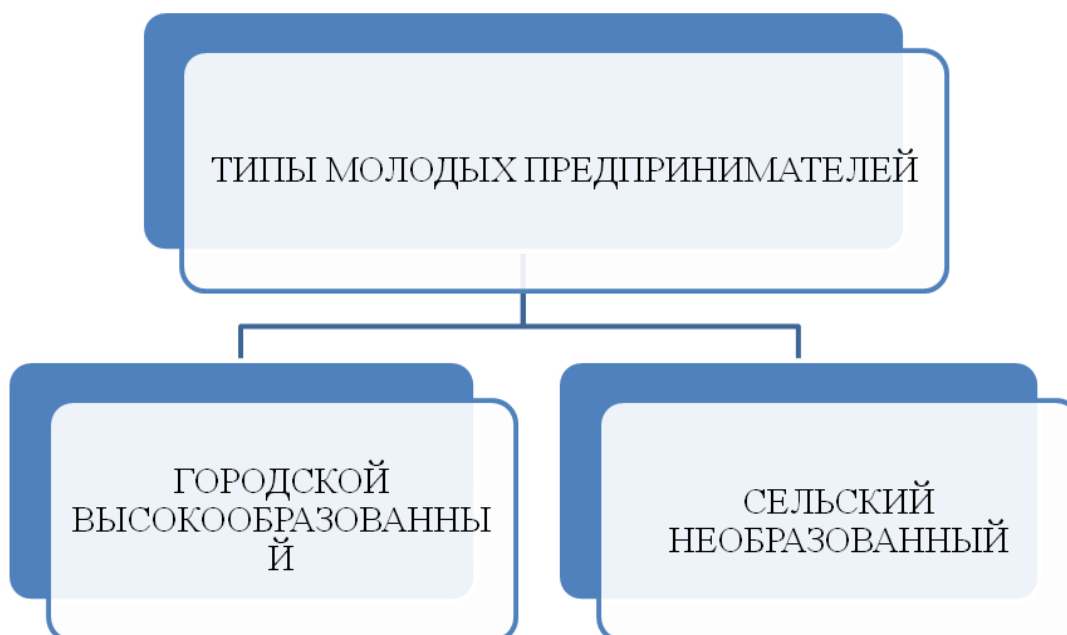 ТИПЫ МОЛОДЫХ ПРЕДПРИНИМАТЕЛЕЙ
ГОРОДСКОЙ
ВЫСОКООБРАЗОВАННЫ
Й
СЕЛЬСКИЙ
НЕОБРАЗОВАННЫЙ